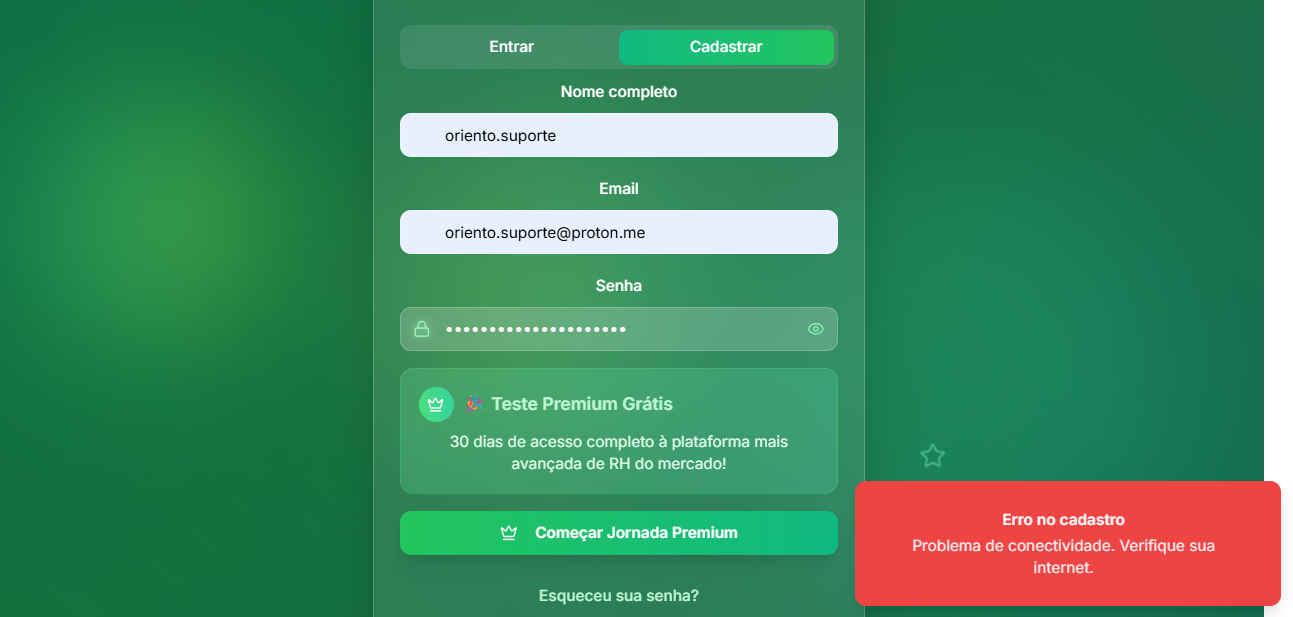 Entrar
Cadastrar
Nome completo
oriento.suporte
Email
oriento.suporte@proton.me
Senha
•••••••••••••••••••••
🎉 Teste Premium Grátis
30 dias de acesso completo à plataforma mais
avançada de RH do mercado!
Começar Jornada Premium
Esqueceu sua senha?
Erro no cadastro
Problema de conectividade. Verifique sua
internet.